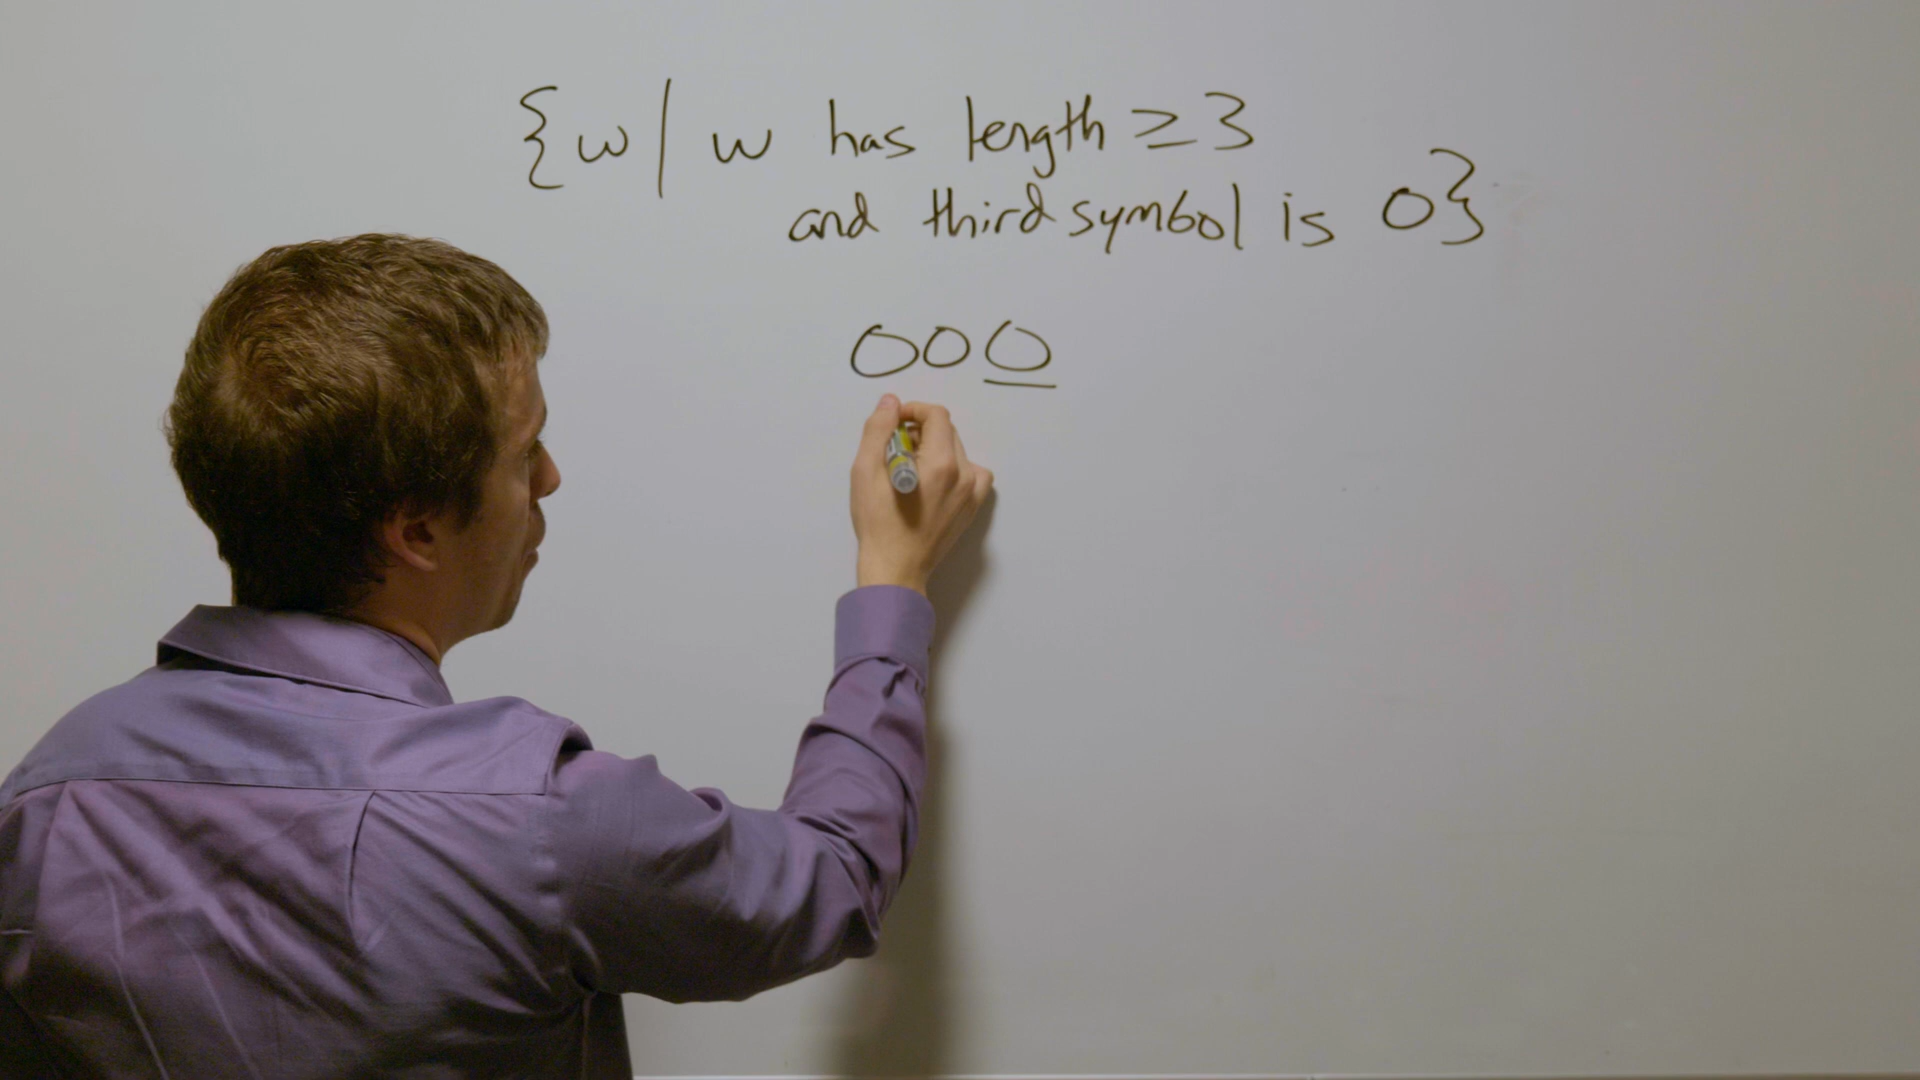 {w | w has length ≥ 3
and third symbol is 0}
000